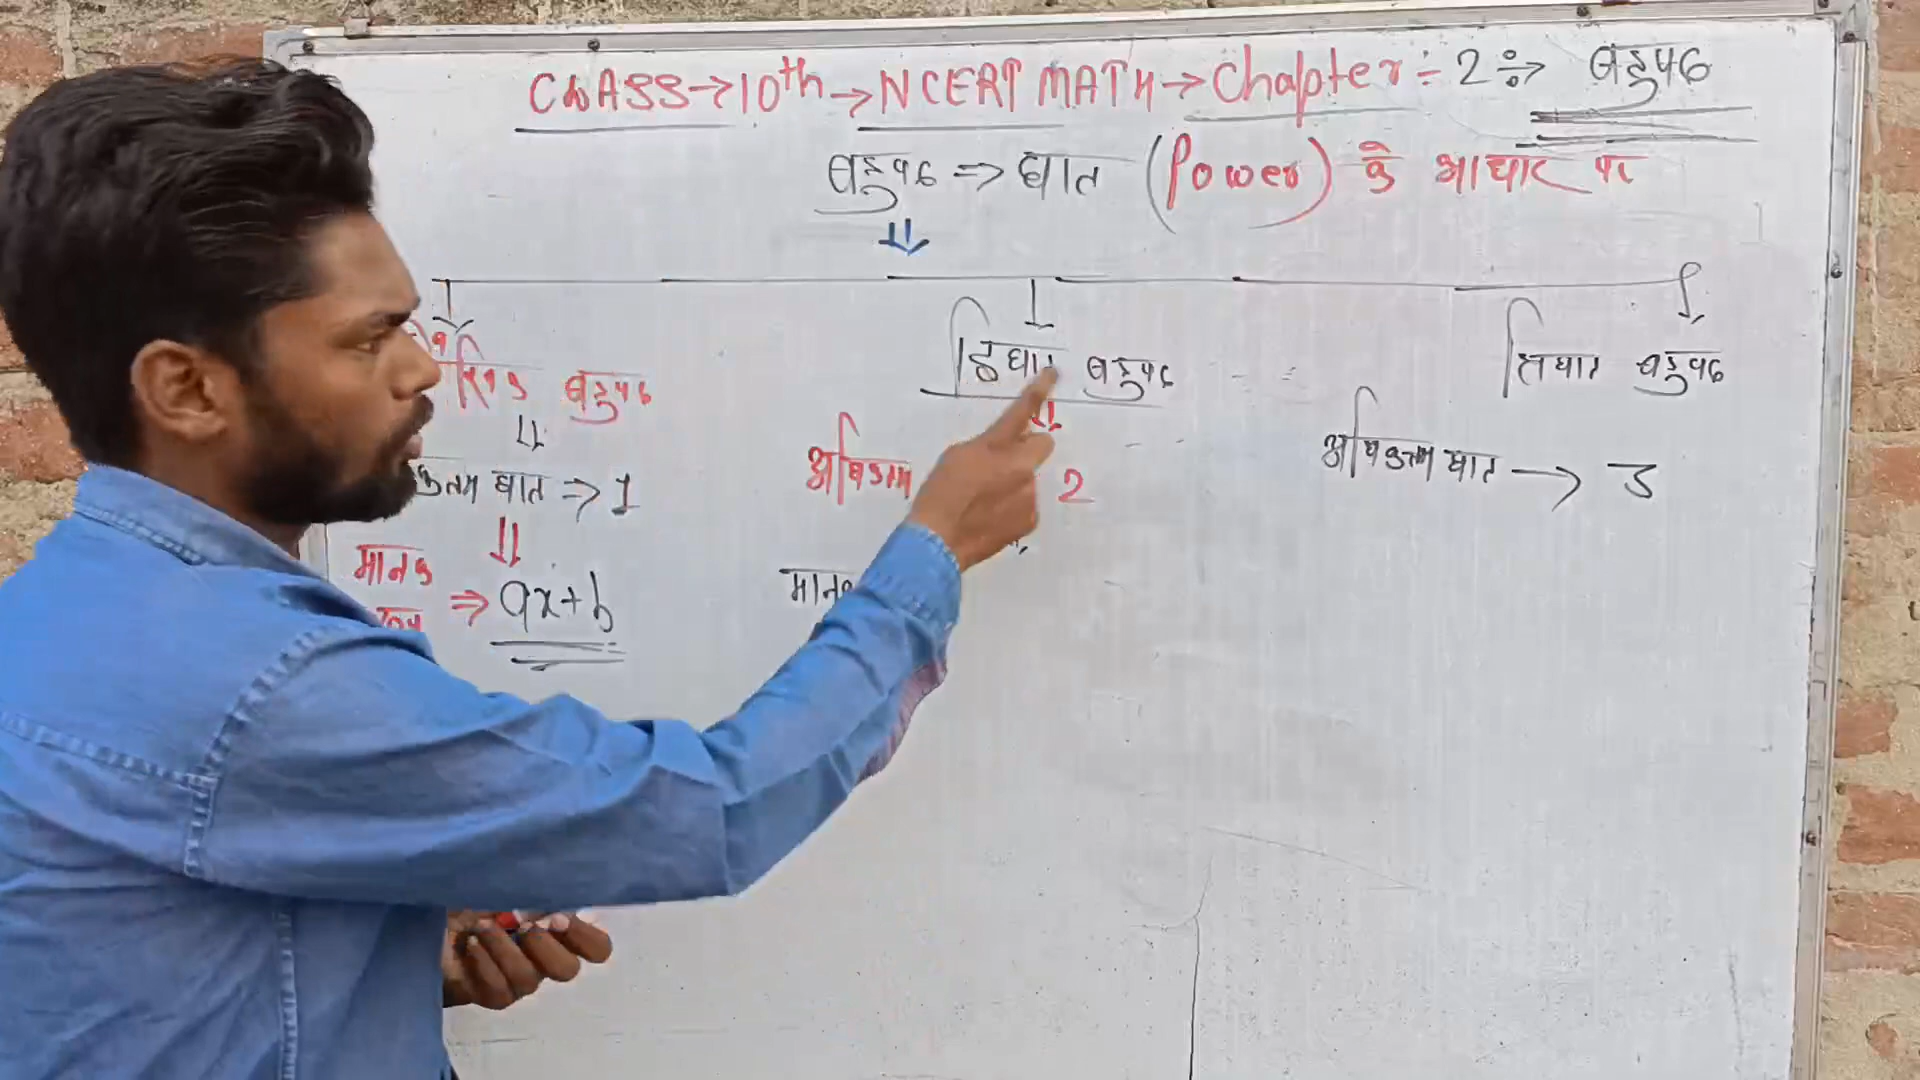 CLASS→10th→NCERT MATH→Chapter÷2÷→ बहुपद
बहुपद ⇒ घात (Power) के आधार पर
रैखिक बहुपद
द्विघात बहुपद
त्रिघात बहुपद
घात ⇒ 1
अधिकतम 2
अधिकतम घात → 3
मानक
⇒ ax+b
मानक